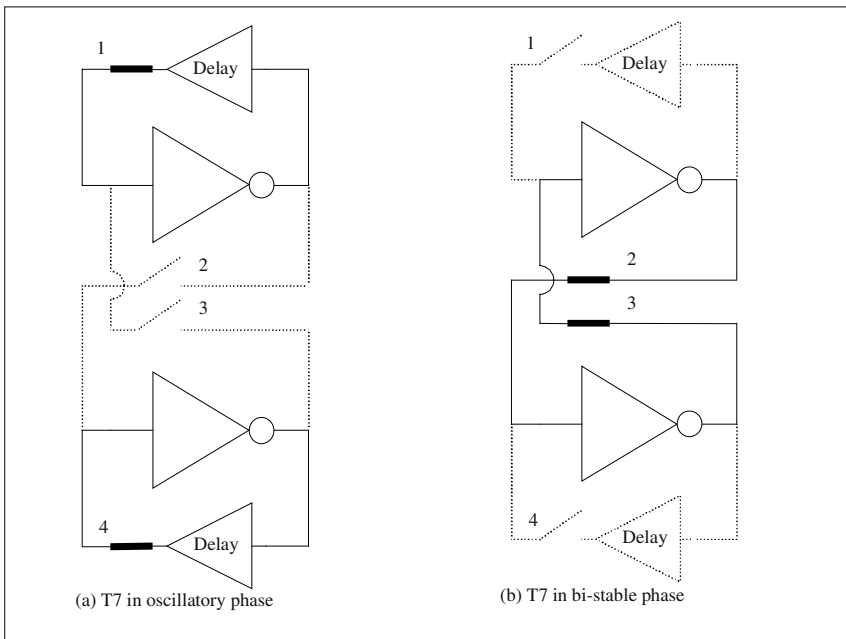 1
Delay
2
3
4
Delay
(a) T7 in oscillatory phase
1
Delay
2
3
4
Delay
(b) T7 in bi-stable phase